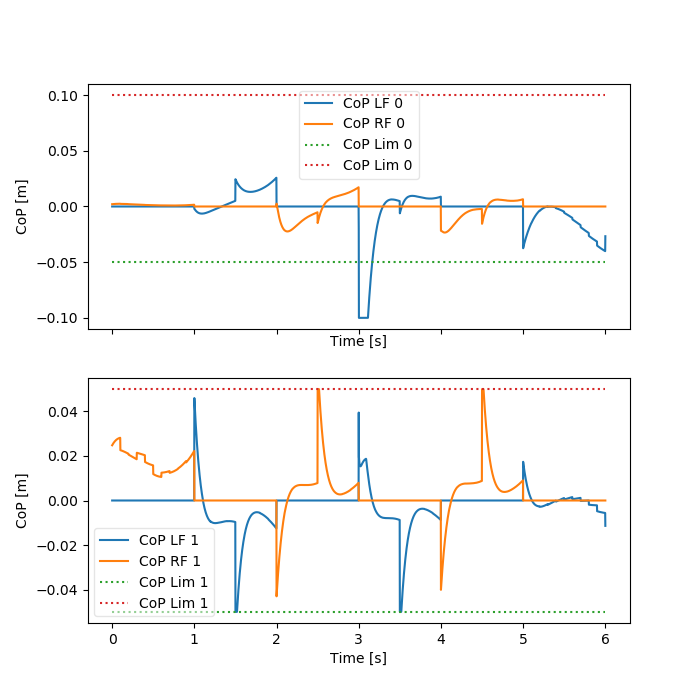 0.10
0.05
0.00
−0.05
−0.10
CoP [m]
CoP LF 0
CoP RF 0
CoP Lim 0
CoP Lim 0
Time [s]
0.04
0.02
0.00
−0.02
−0.04
CoP [m]
CoP LF 1
CoP RF 1
CoP Lim 1
CoP Lim 1
0 1 2 3 4 5 6
Time [s]